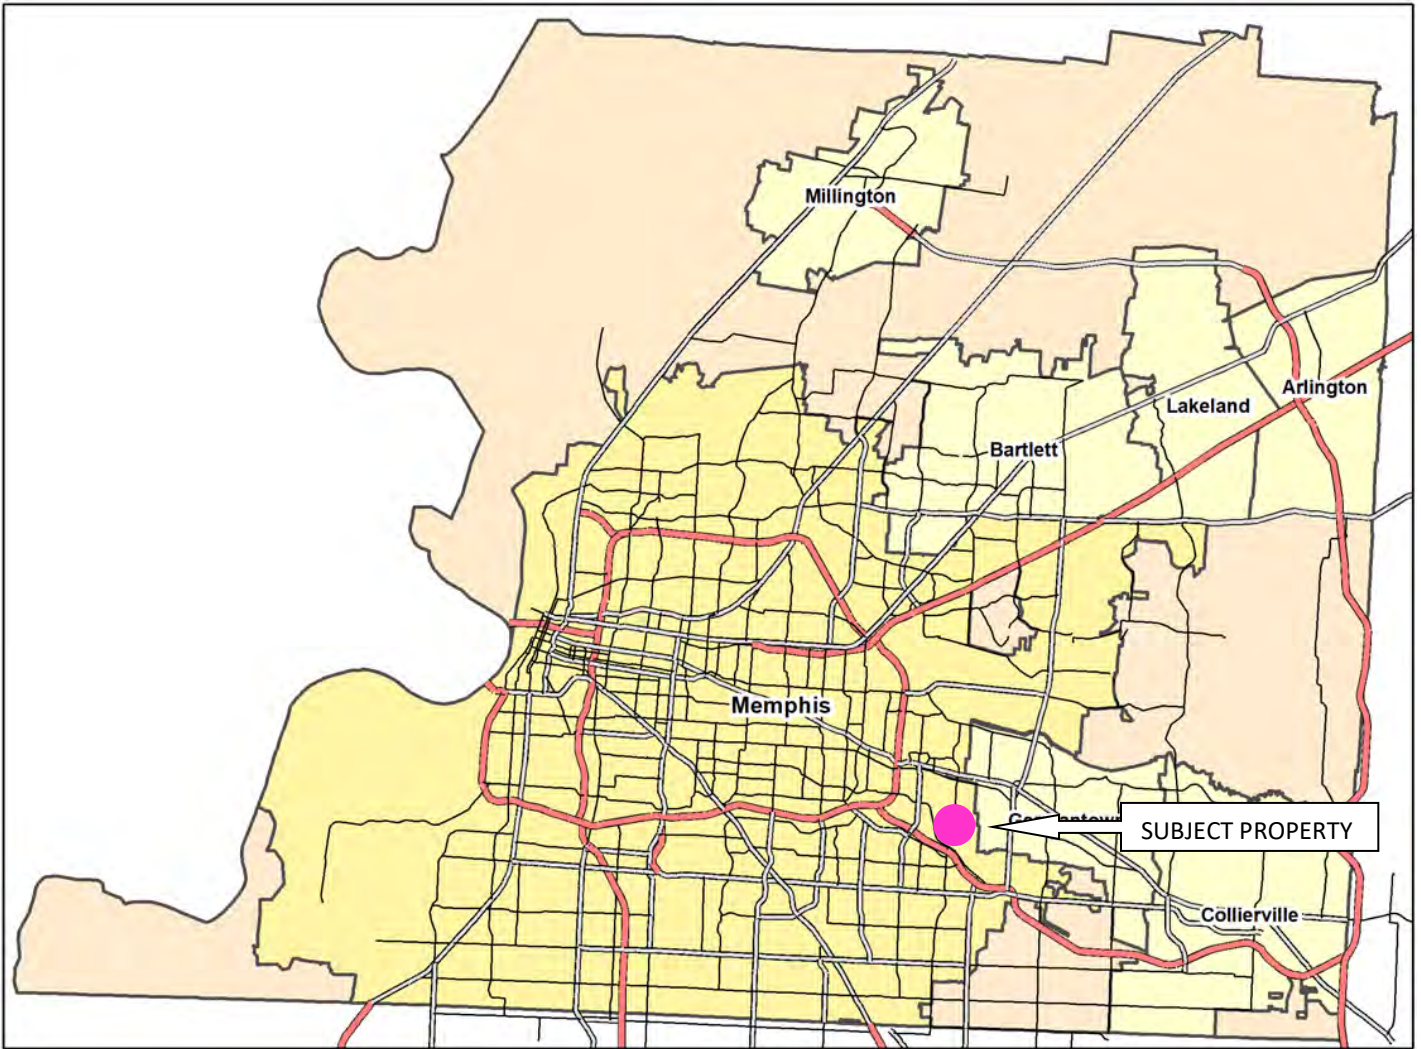 Millington
Arlington
Lakeland
Bartlett
Memphis
SUBJECT PROPERTY
Collierville